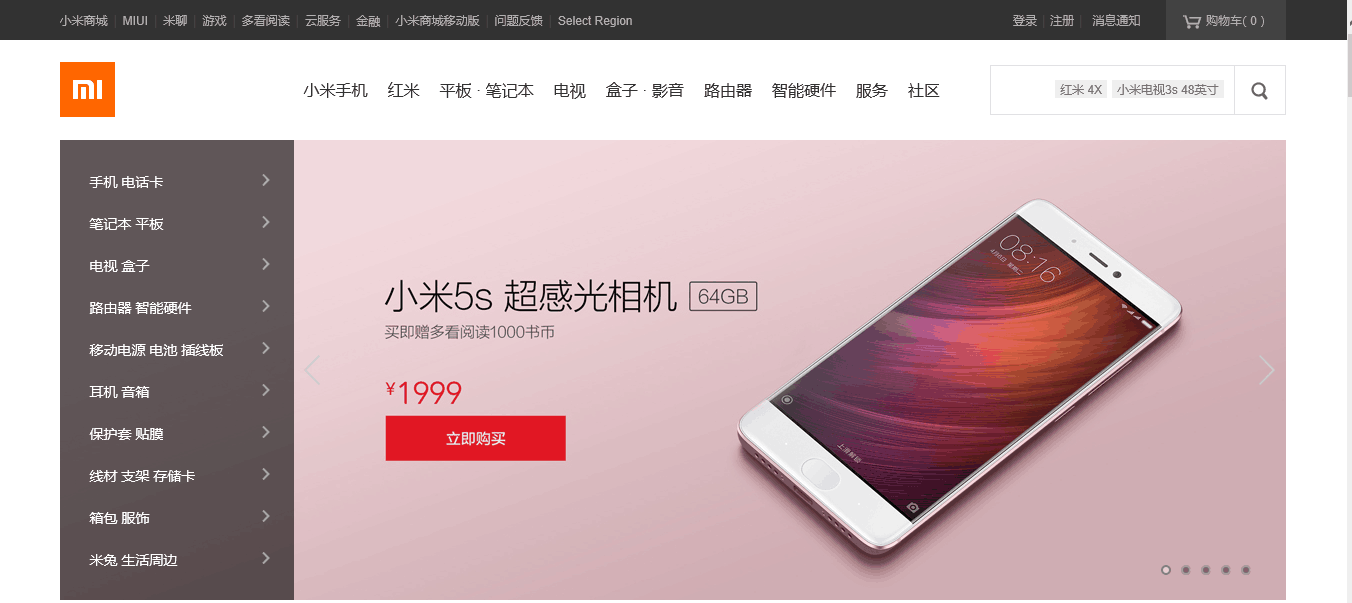 小米商城 MIUI 米聊 游戏 多看阅读 云服务 金融 小米商城移动版 问题反馈 Select Region 登录 注册 消息通知 购物车( 0 )
mi 小米手机 红米 平板 · 笔记本 电视 盒子 · 影音 路由器 智能硬件 服务 社区 红米 4X 小米电视3s 48英寸
手机 电话卡
笔记本 平板
电视 盒子
路由器 智能硬件
移动电源 电池 插线板
耳机 音箱
保护套 贴膜
线材 支架 存储卡
箱包 服饰
米兔 生活周边
小米5s 超感光相机 64GB
买即赠多看阅读1000书币
¥1999
立即购买
08:16
上滑解锁